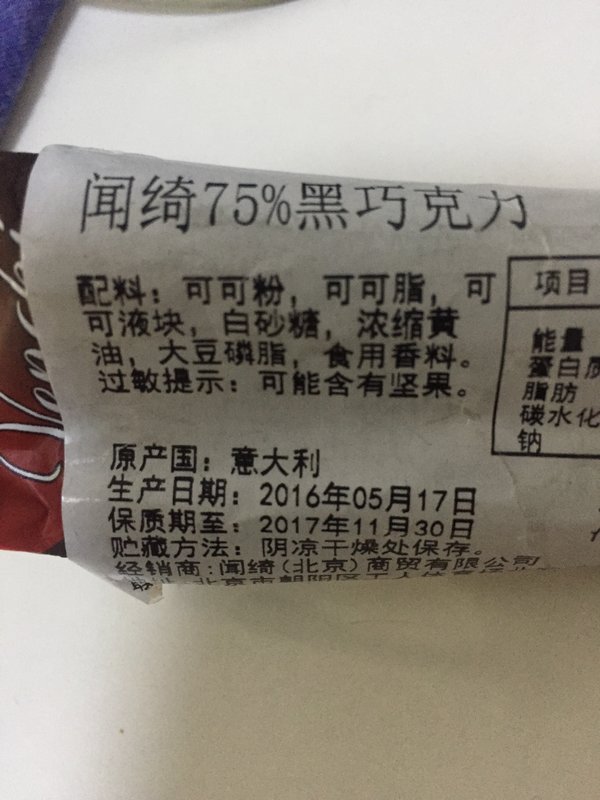 闻绮75%黑巧克力
配料：可可粉，可可脂，可
可液块，白砂糖，浓缩黄
油，大豆磷脂，食用香料。
过敏提示：可能含有坚果。
项目
能量
蛋白质
脂肪
碳水化
钠
原产国：意大利
生产日期：2016年05月17日
保质期至：2017年11月30日
贮藏方法：阴凉干燥处保存。
经销商：闻绮（北京）商贸有限公司
Venchi